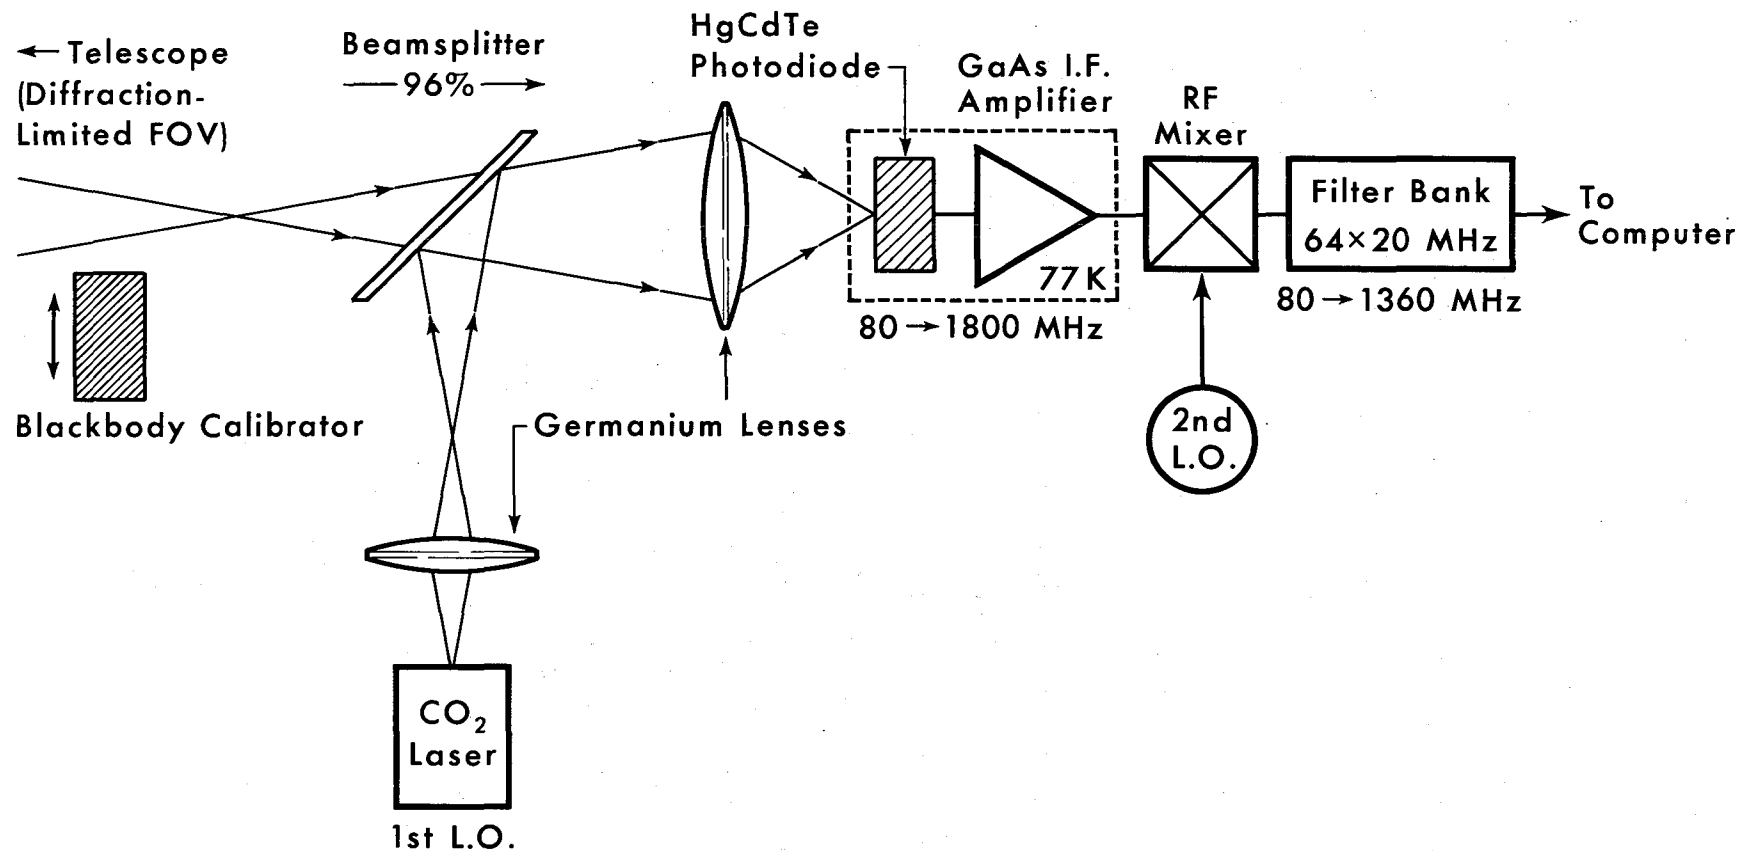 ← Telescope
(Diffraction-
Limited FOV)
Beamsplitter
96%
HgCdTe
Photodiode
GaAs I.F.
Amplifier
RF
Mixer
Filter Bank
64×20 MHz
To
Computer
77K
80→1800 MHz
80→1360 MHz
Blackbody Calibrator
Germanium Lenses
2nd
L.O.
CO₂
Laser
1st L.O.